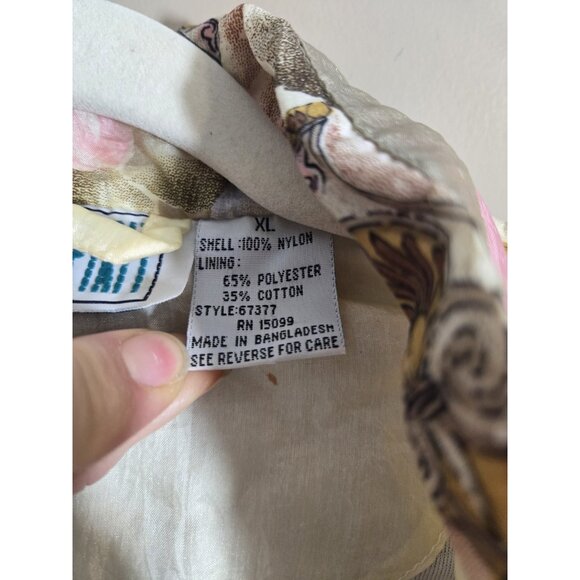 XL
SHELL:100% NYLON
LINING:
65% POLYESTER
35% COTTON
STYLE:67377
RN 15099
MADE IN BANGLADESH
SEE REVERSE FOR CARE